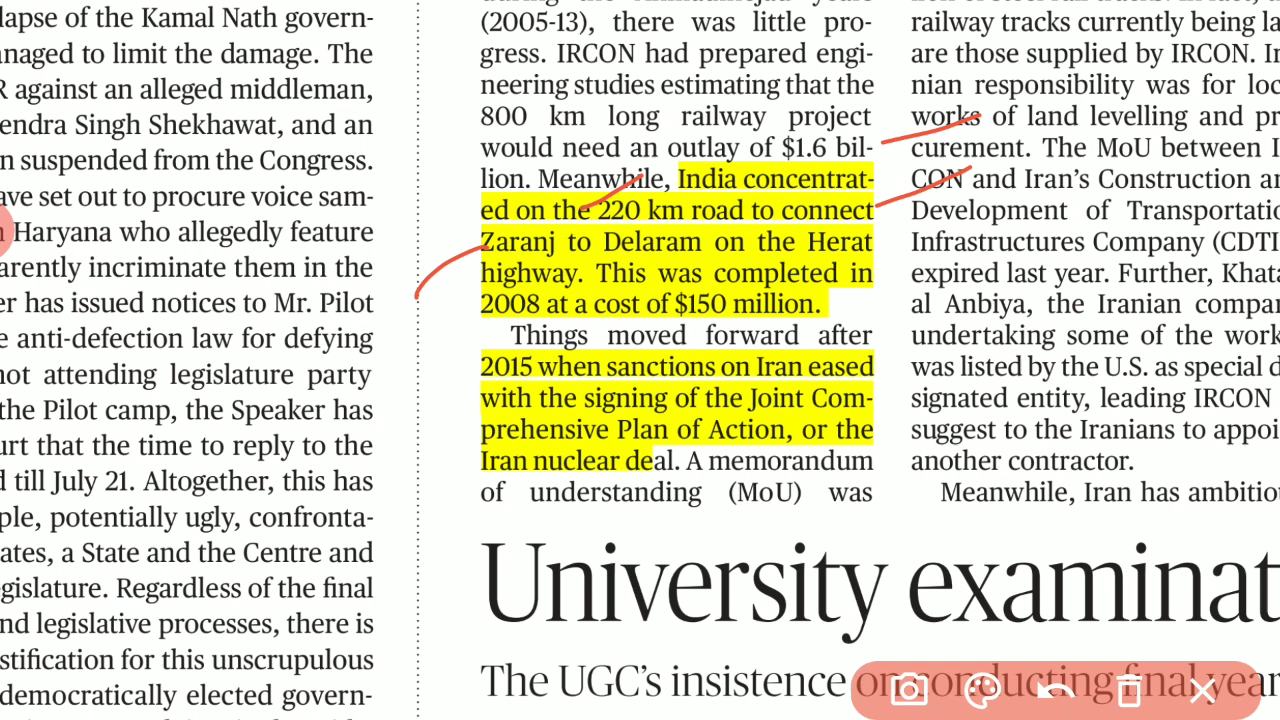 lapse of the Kamal Nath govern-
anaged to limit the damage. The
R against an alleged middleman,
endra Singh Shekhawat, and an
n suspended from the Congress.
ave set out to procure voice sam-
n Haryana who allegedly feature
arently incriminate them in the
er has issued notices to Mr. Pilot
e anti-defection law for defying
not attending legislature party
the Pilot camp, the Speaker has
urt that the time to reply to the
d till July 21. Altogether, this has
ple, potentially ugly, confronta-
ates, a State and the Centre and
egislature. Regardless of the final
nd legislative processes, there is
stification for this unscrupulous
democratically elected govern-
(2005-13), there was little pro-
gress. IRCON had prepared engi-
neering studies estimating that the
800 km long railway project
would need an outlay of $1.6 bil-
lion. Meanwhile, India concentrat-
ed on the 220 km road to connect
Zaranj to Delaram on the Herat
highway. This was completed in
2008 at a cost of $150 million.
Things moved forward after
2015 when sanctions on Iran eased
with the signing of the Joint Com-
prehensive Plan of Action, or the
Iran nuclear deal. A memorandum
of understanding (MoU) was
railway tracks currently being la
are those supplied by IRCON. Ir
nian responsibility was for loc
works of land levelling and pr
curement. The MoU between I
CON and Iran's Construction an
Development of Transportatio
Infrastructures Company (CDTI
expired last year. Further, Khata
al Anbiya, the Iranian compan
undertaking some of the work
was listed by the U.S. as special d
signated entity, leading IRCON
suggest to the Iranians to appoi
another contractor.
Meanwhile, Iran has ambitiou
University examinat
The UGC's insistence on conducting final year